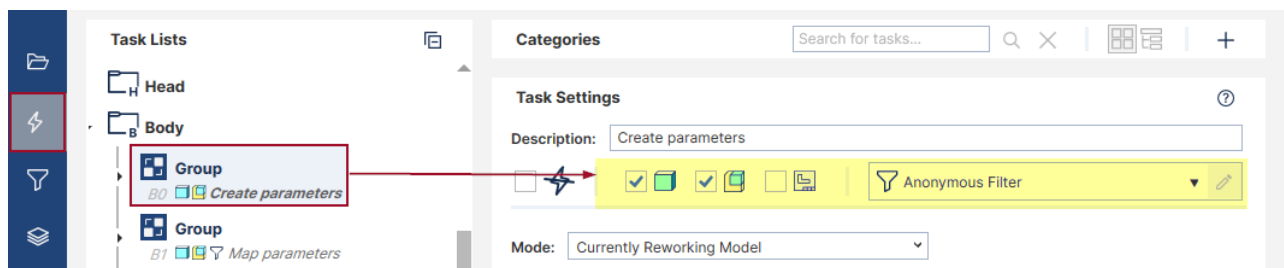 Task Lists
Categories
Search for tasks...
H Head
B Body
Group
B0 Create parameters
Group
B1 Map parameters
Task Settings
Description: Create parameters
Anonymous Filter
Mode: Currently Reworking Model